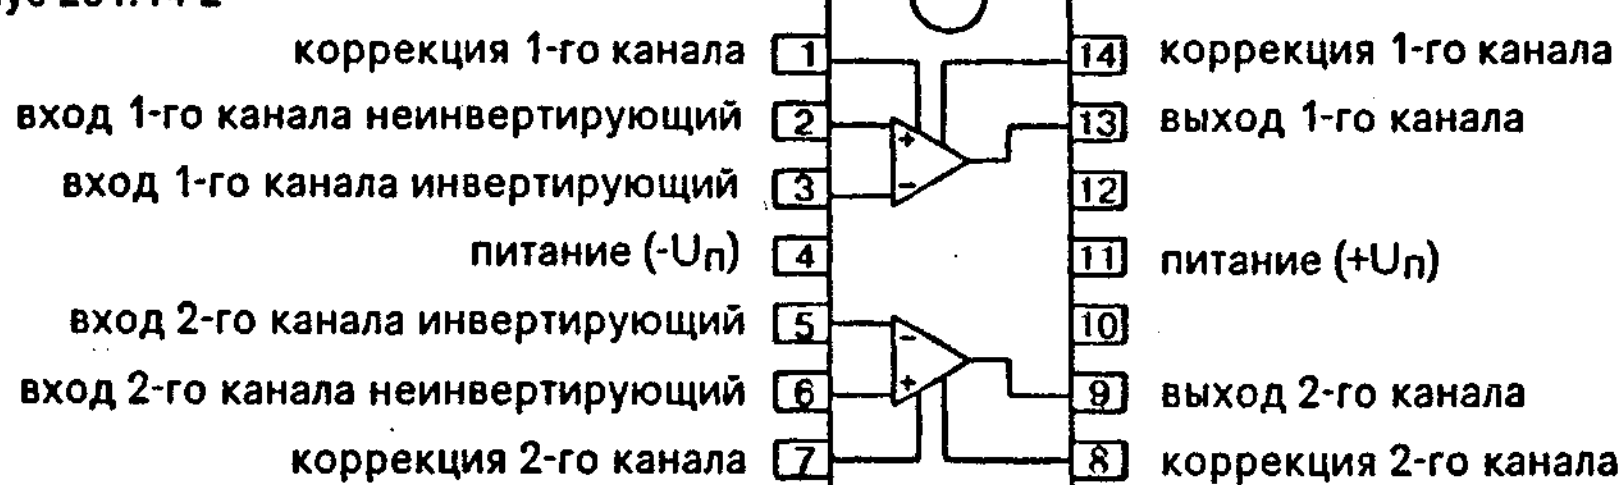 коррекция 1-го канала 1 14 коррекция 1-го канала
вход 1-го канала неинвертирующий 2 + 13 выход 1-го канала
вход 1-го канала инвертирующий 3 - 12
питание (-Uп) 4 11 питание (+Uп)
вход 2-го канала инвертирующий 5 - 10
вход 2-го канала неинвертирующий 6 + 9 выход 2-го канала
коррекция 2-го канала 7 8 коррекция 2-го канала